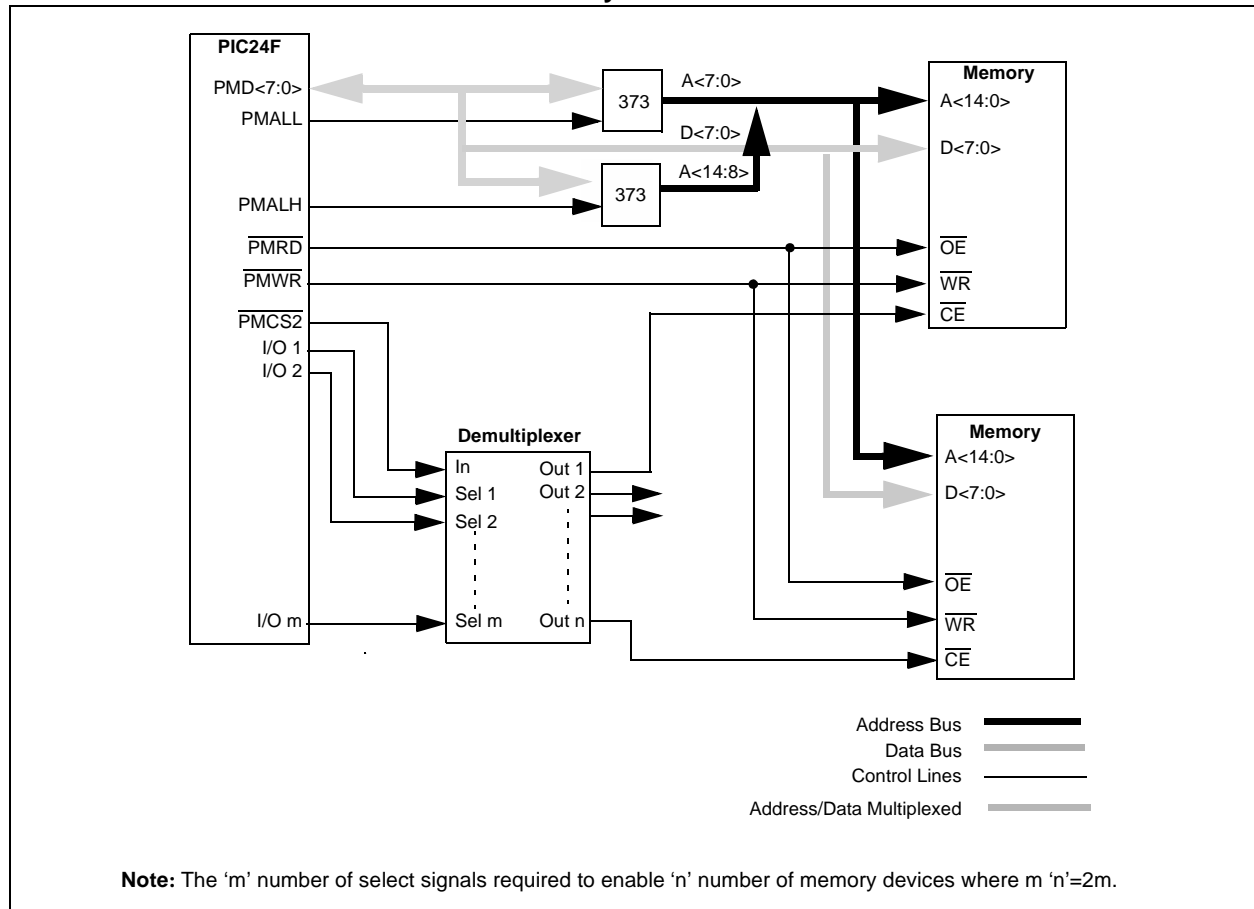 PIC24F
PMD<7:0>
PMALL
PMALH
PMRD
PMWR
PMCS2
I/O 1
I/O 2
I/O m
373
373
A<7:0>
D<7:0>
A<14:8>
Memory
A<14:0>
D<7:0>
OE
WR
CE
Demultiplexer
In
Sel 1
Sel 2
Sel m
Out 1
Out 2
Out n
Memory
A<14:0>
D<7:0>
OE
WR
CE
Address Bus
Data Bus
Control Lines
Address/Data Multiplexed
Note: The ‘m’ number of select signals required to enable ‘n’ number of memory devices where m ‘n’=2m.